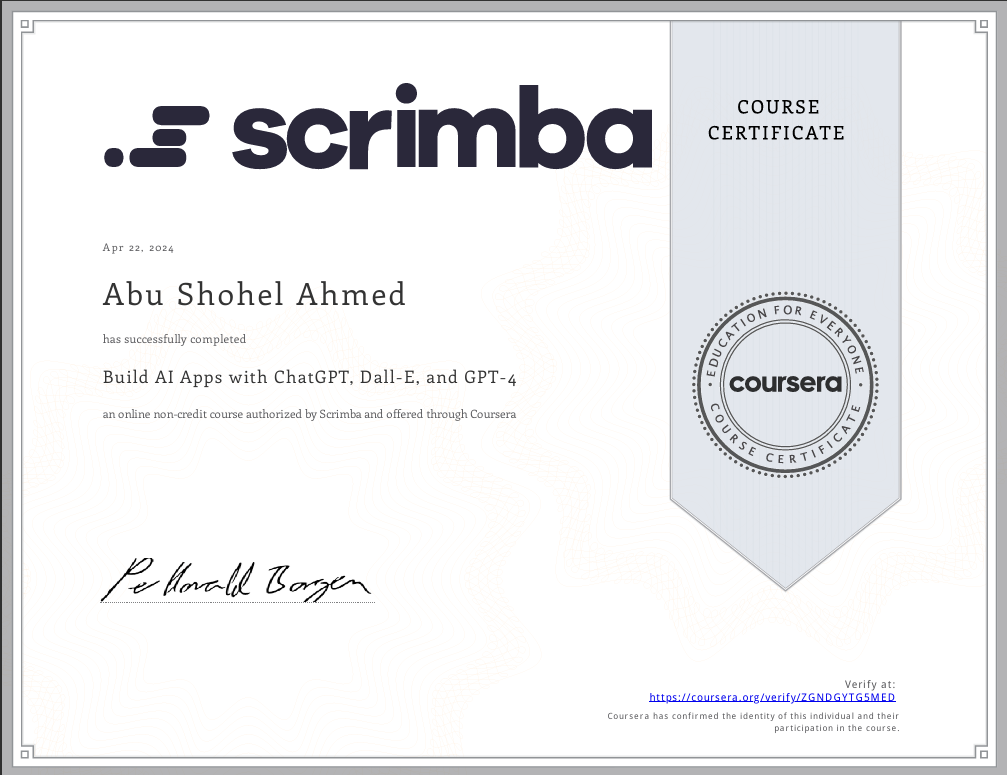 scrimba
COURSE
CERTIFICATE
Apr 22, 2024
Abu Shohel Ahmed
has successfully completed
Build AI Apps with ChatGPT, Dall-E, and GPT-4
an online non-credit course authorized by Scrimba and offered through Coursera
EDUCATION FOR EVERYONE
coursera
COURSE CERTIFICATE
Per Harald Borgen
Verify at:
https://coursera.org/verify/ZGNDGYTG5MED
Coursera has confirmed the identity of this individual and their
participation in the course.